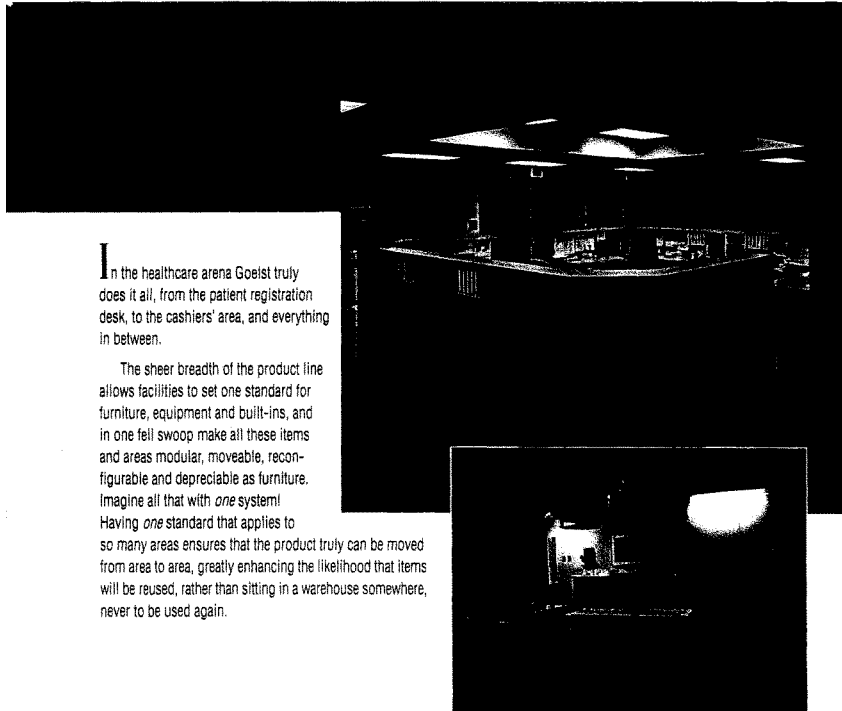 In the healthcare arena Goelst truly
does it all, from the patient registration
desk, to the cashiers' area, and everything
in between.
The sheer breadth of the product line
allows facilities to set one standard for
furniture, equipment and built-ins, and
in one fell swoop make all these items
and areas modular, moveable, recon-
figurable and depreciable as furniture.
Imagine all that with one system!
Having one standard that applies to
so many areas ensures that the product truly can be moved
from area to area, greatly enhancing the likelihood that items
will be reused, rather than sitting in a warehouse somewhere,
never to be used again.